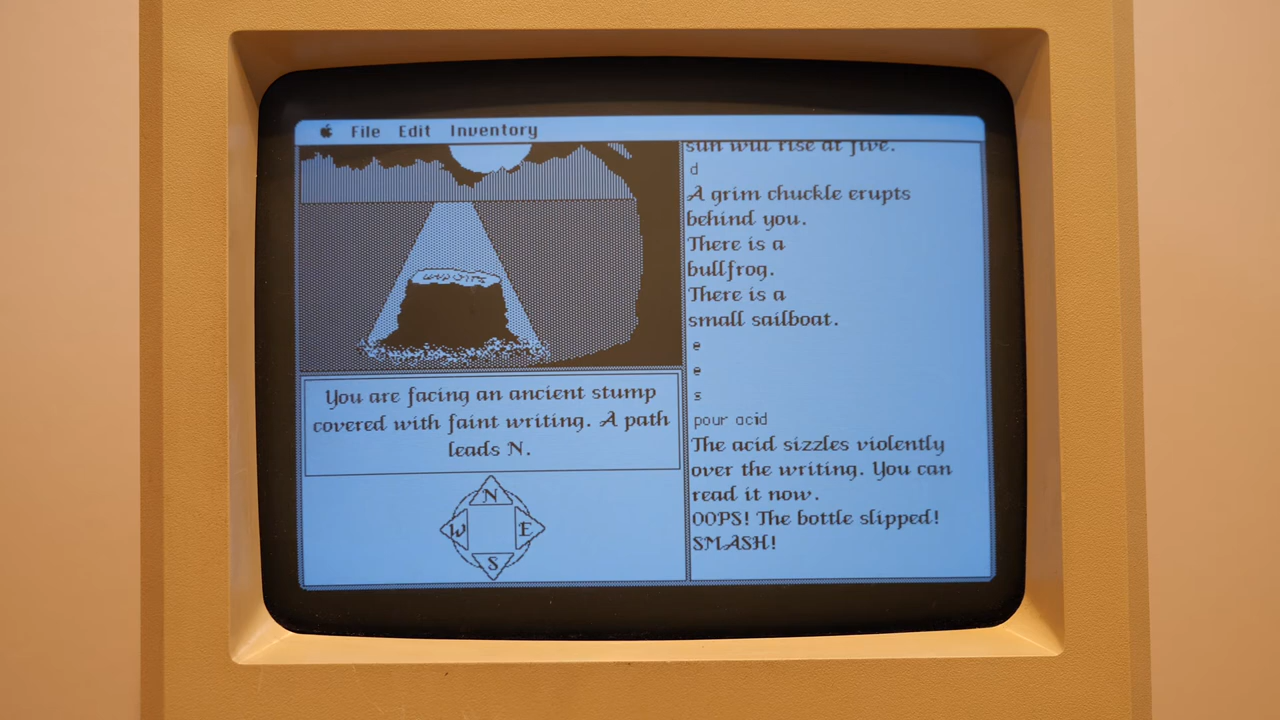 File Edit Inventory
You are facing an ancient stump
covered with faint writing. A path
leads N.
N
W E
S
sun will rise at five.
d
A grim chuckle erupts
behind you.
There is a
bullfrog.
There is a
small sailboat.
e
e
s
pour acid
The acid sizzles violently
over the writing. You can
read it now.
OOPS! The bottle slipped!
SMASH!